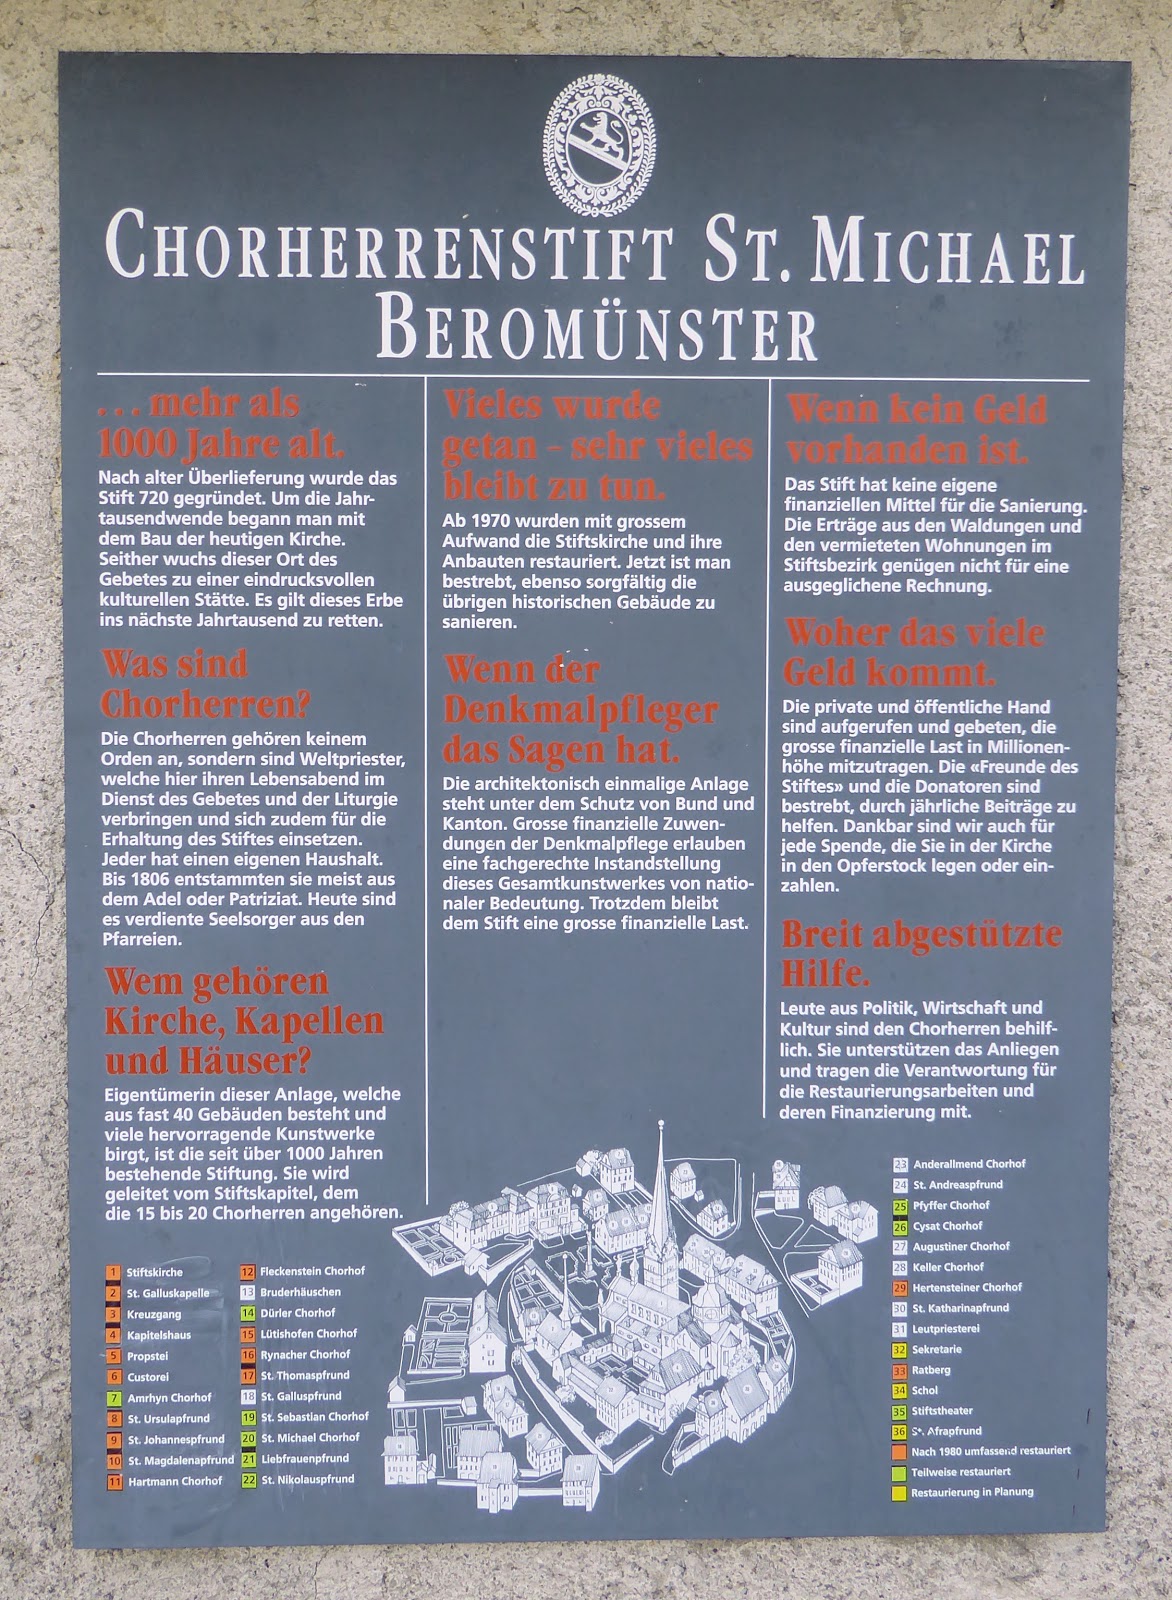 CHORHERRENSTIFT ST. MICHAEL
BEROMÜNSTER
... mehr als
1000 Jahre alt.
Nach alter Überlieferung wurde das
Stift 720 gegründet. Um die Jahr-
tausendwende begann man mit
dem Bau der heutigen Kirche.
Seither wuchs dieser Ort des
Gebetes zu einer eindrucksvollen
kulturellen Stätte. Es gilt dieses Erbe
ins nächste Jahrtausend zu retten.
Was sind
Chorherren?
Die Chorherren gehören keinem
Orden an, sondern sind Weltpriester,
welche hier ihren Lebensabend im
Dienst des Gebetes und der Liturgie
verbringen und sich zudem für die
Erhaltung des Stiftes einsetzen.
Jeder hat einen eigenen Haushalt.
Bis 1806 entstammten sie meist aus
dem Adel oder Patriziat. Heute sind
es verdiente Seelsorger aus den
Pfarreien.
Wem gehören
Kirche, Kapellen
und Häuser?
Eigentümerin dieser Anlage, welche
aus fast 40 Gebäuden besteht und
viele hervorragende Kunstwerke
birgt, ist die seit über 1000 Jahren
bestehende Stiftung. Sie wird
geleitet vom Stiftskapitel, dem
die 15 bis 20 Chorherren angehören.
Vieles wurde
getan – sehr vieles
bleibt zu tun.
Ab 1970 wurden mit grossem
Aufwand die Stiftskirche und ihre
Anbauten restauriert. Jetzt ist man
bestrebt, ebenso sorgfältig die
übrigen historischen Gebäude zu
sanieren.
Wenn der
Denkmalpfleger
das Sagen hat.
Die architektonisch einmalige Anlage
steht unter dem Schutz von Bund und
Kanton. Grosse finanzielle Zuwen-
dungen der Denkmalpflege erlauben
eine fachgerechte Instandstellung
dieses Gesamtkunstwerkes von natio-
naler Bedeutung. Trotzdem bleibt
dem Stift eine grosse finanzielle Last.
Wenn kein Geld
vorhanden ist.
Das Stift hat keine eigene
finanziellen Mittel für die Sanierung.
Die Erträge aus den Waldungen und
den vermieteten Wohnungen im
Stiftsbezirk genügen nicht für eine
ausgeglichene Rechnung.
Woher das viele
Geld kommt.
Die private und öffentliche Hand
sind aufgerufen und gebeten, die
grosse finanzielle Last in Millionen-
höhe mitzutragen. Die «Freunde des
Stiftes» und die Donatoren sind
bestrebt, durch jährliche Beiträge zu
helfen. Dankbar sind wir auch für
jede Spende, die Sie in der Kirche
in den Opferstock legen oder ein-
zahlen.
Breit abgestützte
Hilfe.
Leute aus Politik, Wirtschaft und
Kultur sind den Chorherren behilf-
lich. Sie unterstützen das Anliegen
und tragen die Verantwortung für
die Restaurierungsarbeiten und
deren Finanzierung mit.
1 Stiftskirche
2 St. Galluskapelle
3 Kreuzgang
4 Kapitelshaus
5 Propstei
6 Custorei
7 Amrhyn Chorhof
8 St. Ursulapfrund
9 St. Johannespfrund
10 St. Magdalenapfrund
11 Hartmann Chorhof
12 Fleckenstein Chorhof
13 Bruderhäuschen
14 Dürler Chorhof
15 Lütishofen Chorhof
16 Rynacher Chorhof
17 St. Thomaspfrund
18 St. Galluspfrund
19 St. Sebastian Chorhof
20 St. Michael Chorhof
21 Liebfrauenpfrund
22 St. Nikolauspfrund
23 Anderallmend Chorhof
24 St. Andreaspfrund
25 Pfyffer Chorhof
26 Cysat Chorhof
27 Augustiner Chorhof
28 Keller Chorhof
29 Hertensteiner Chorhof
30 St. Katharinapfrund
31 Leutpriesterei
32 Sekretarie
33 Ratberg
34 Schol
35 Stiftstheater
36 St. Afrapfrund
Nach 1980 umfassend restauriert
Teilweise restauriert
Restaurierung in Planung